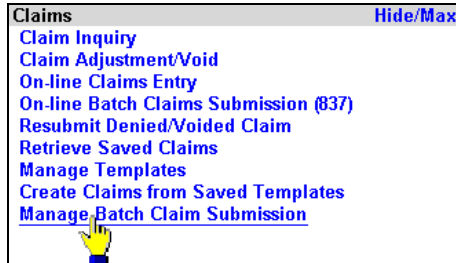 Claims Hide/Max
Claim Inquiry
Claim Adjustment/Void
On-line Claims Entry
On-line Batch Claims Submission (837)
Resubmit Denied/Voided Claim
Retrieve Saved Claims
Manage Templates
Create Claims from Saved Templates
Manage Batch Claim Submission